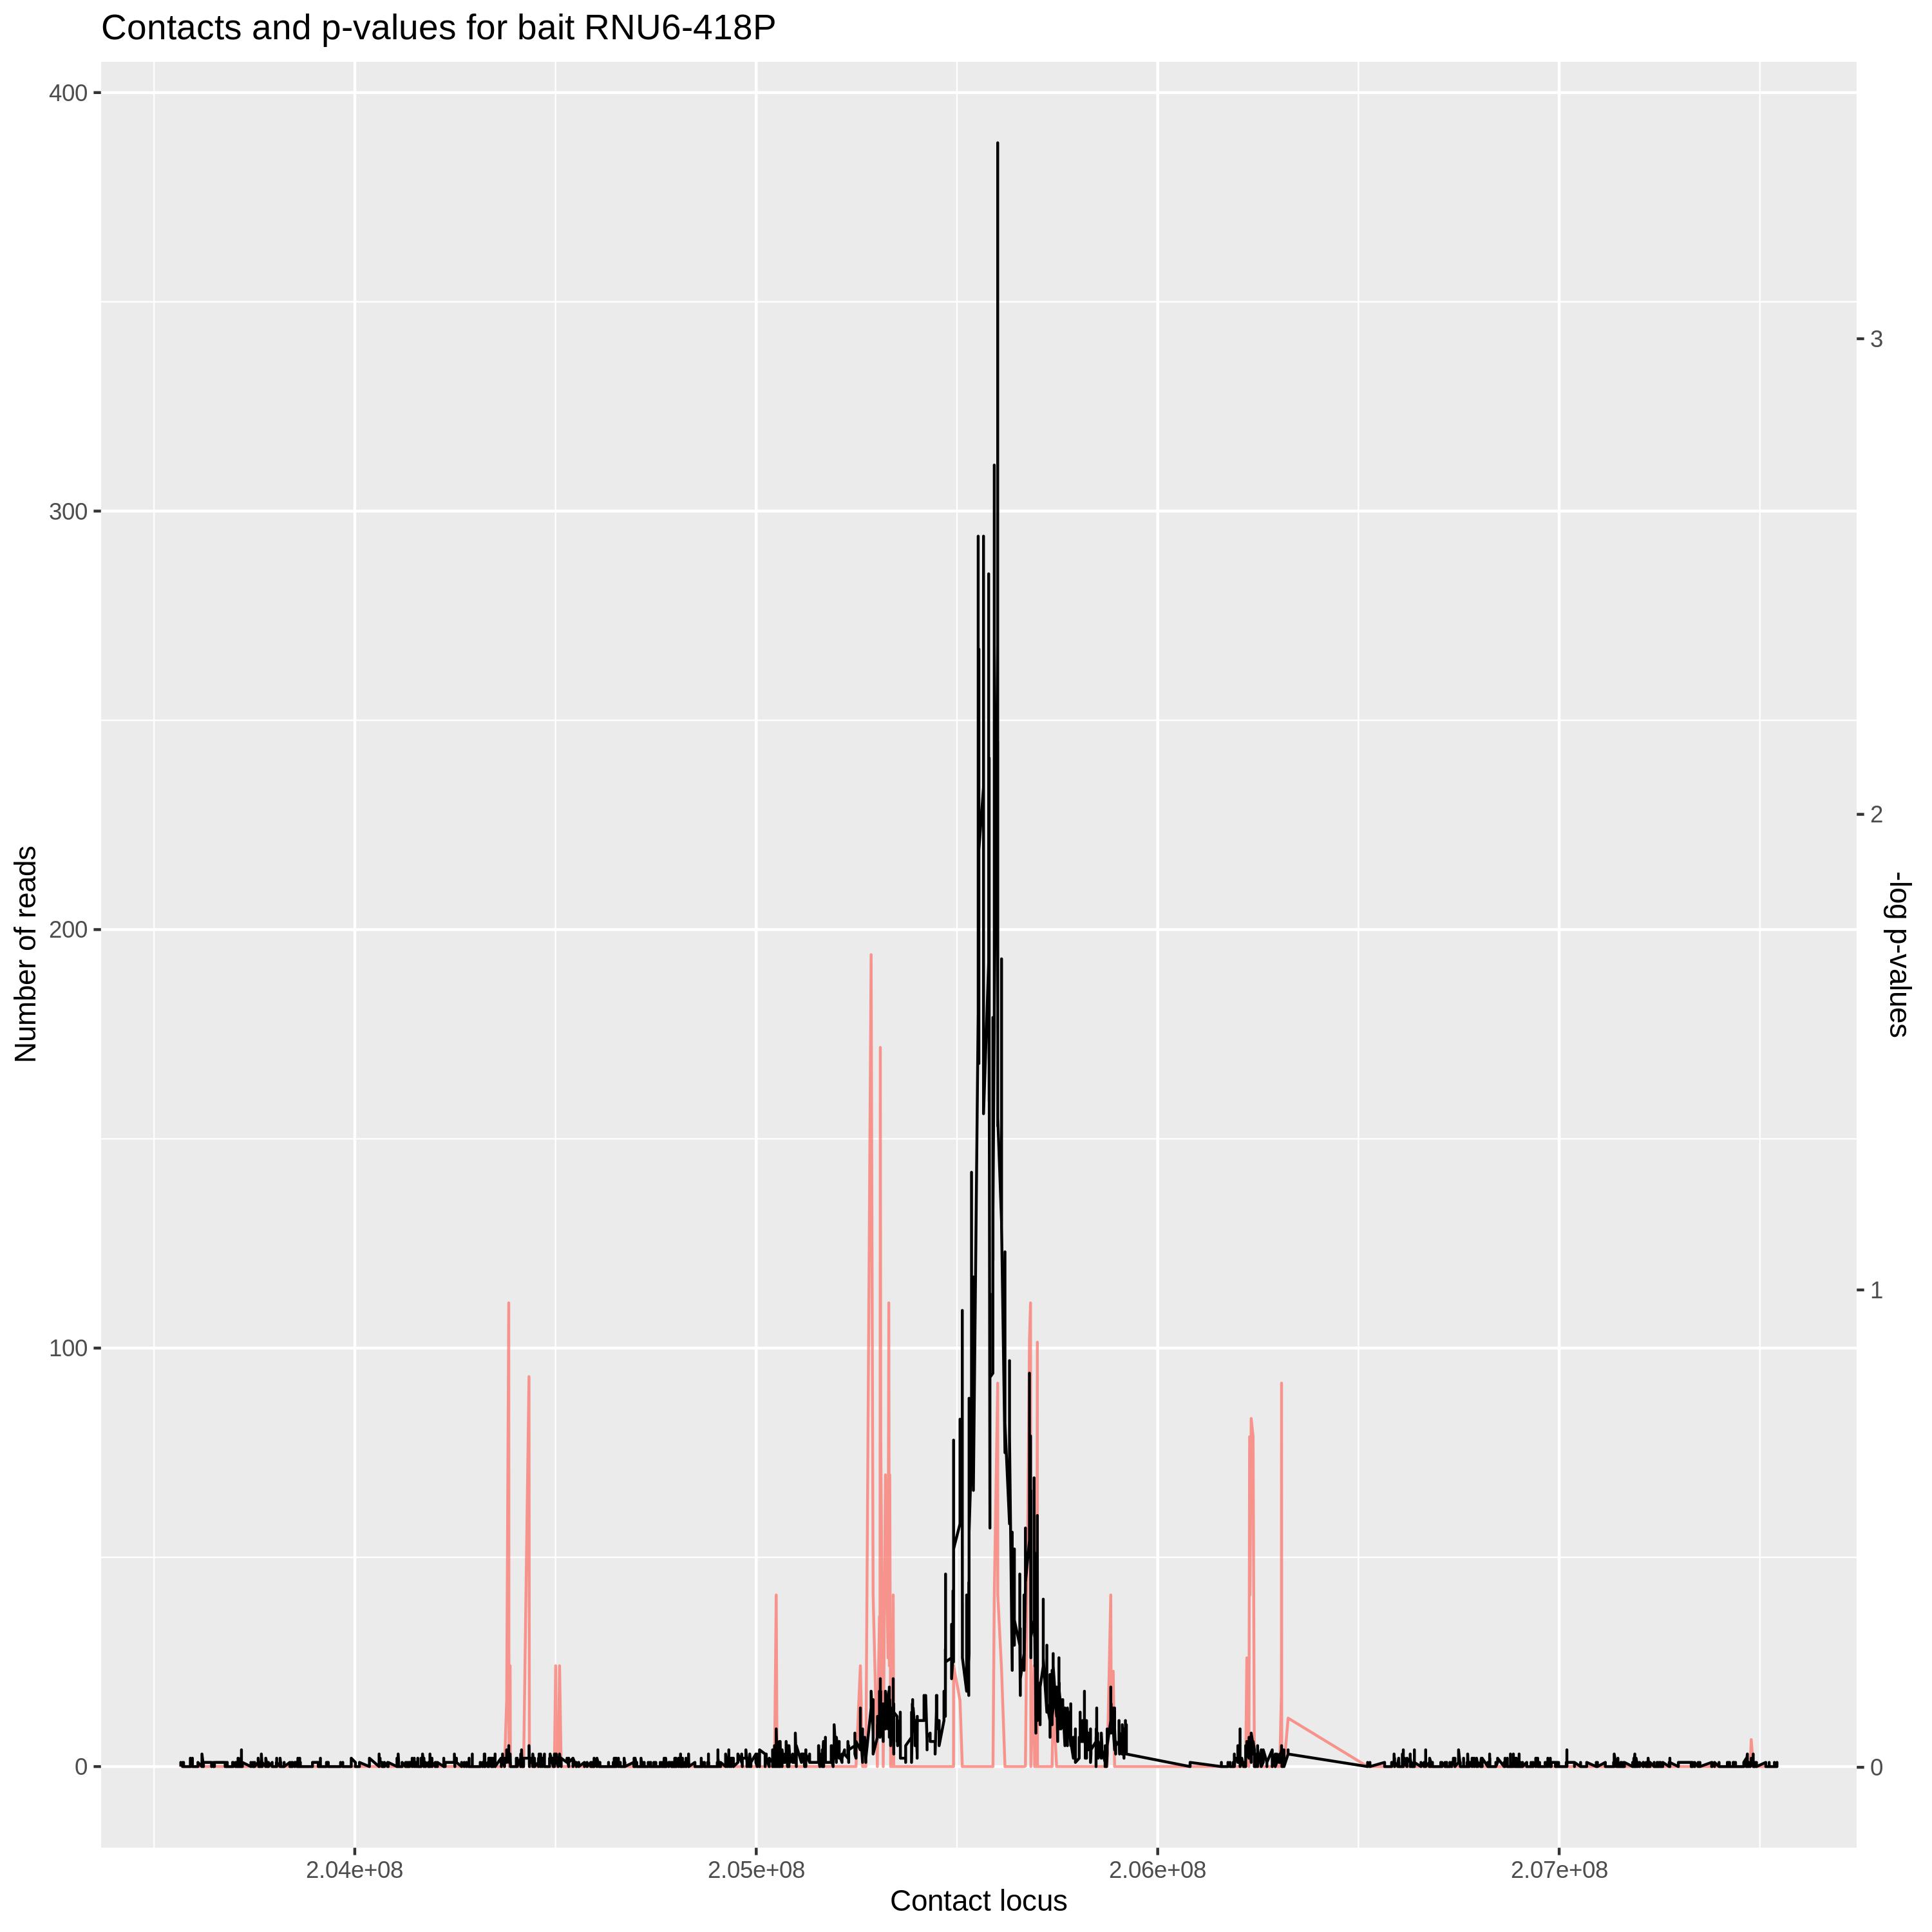 Contacts and p-values for bait RNU6-418P
400
300
200
100
0
Number of reads
3
2
1
0
-log p-values
2.04e+08
2.05e+08
2.06e+08
2.07e+08
Contact locus